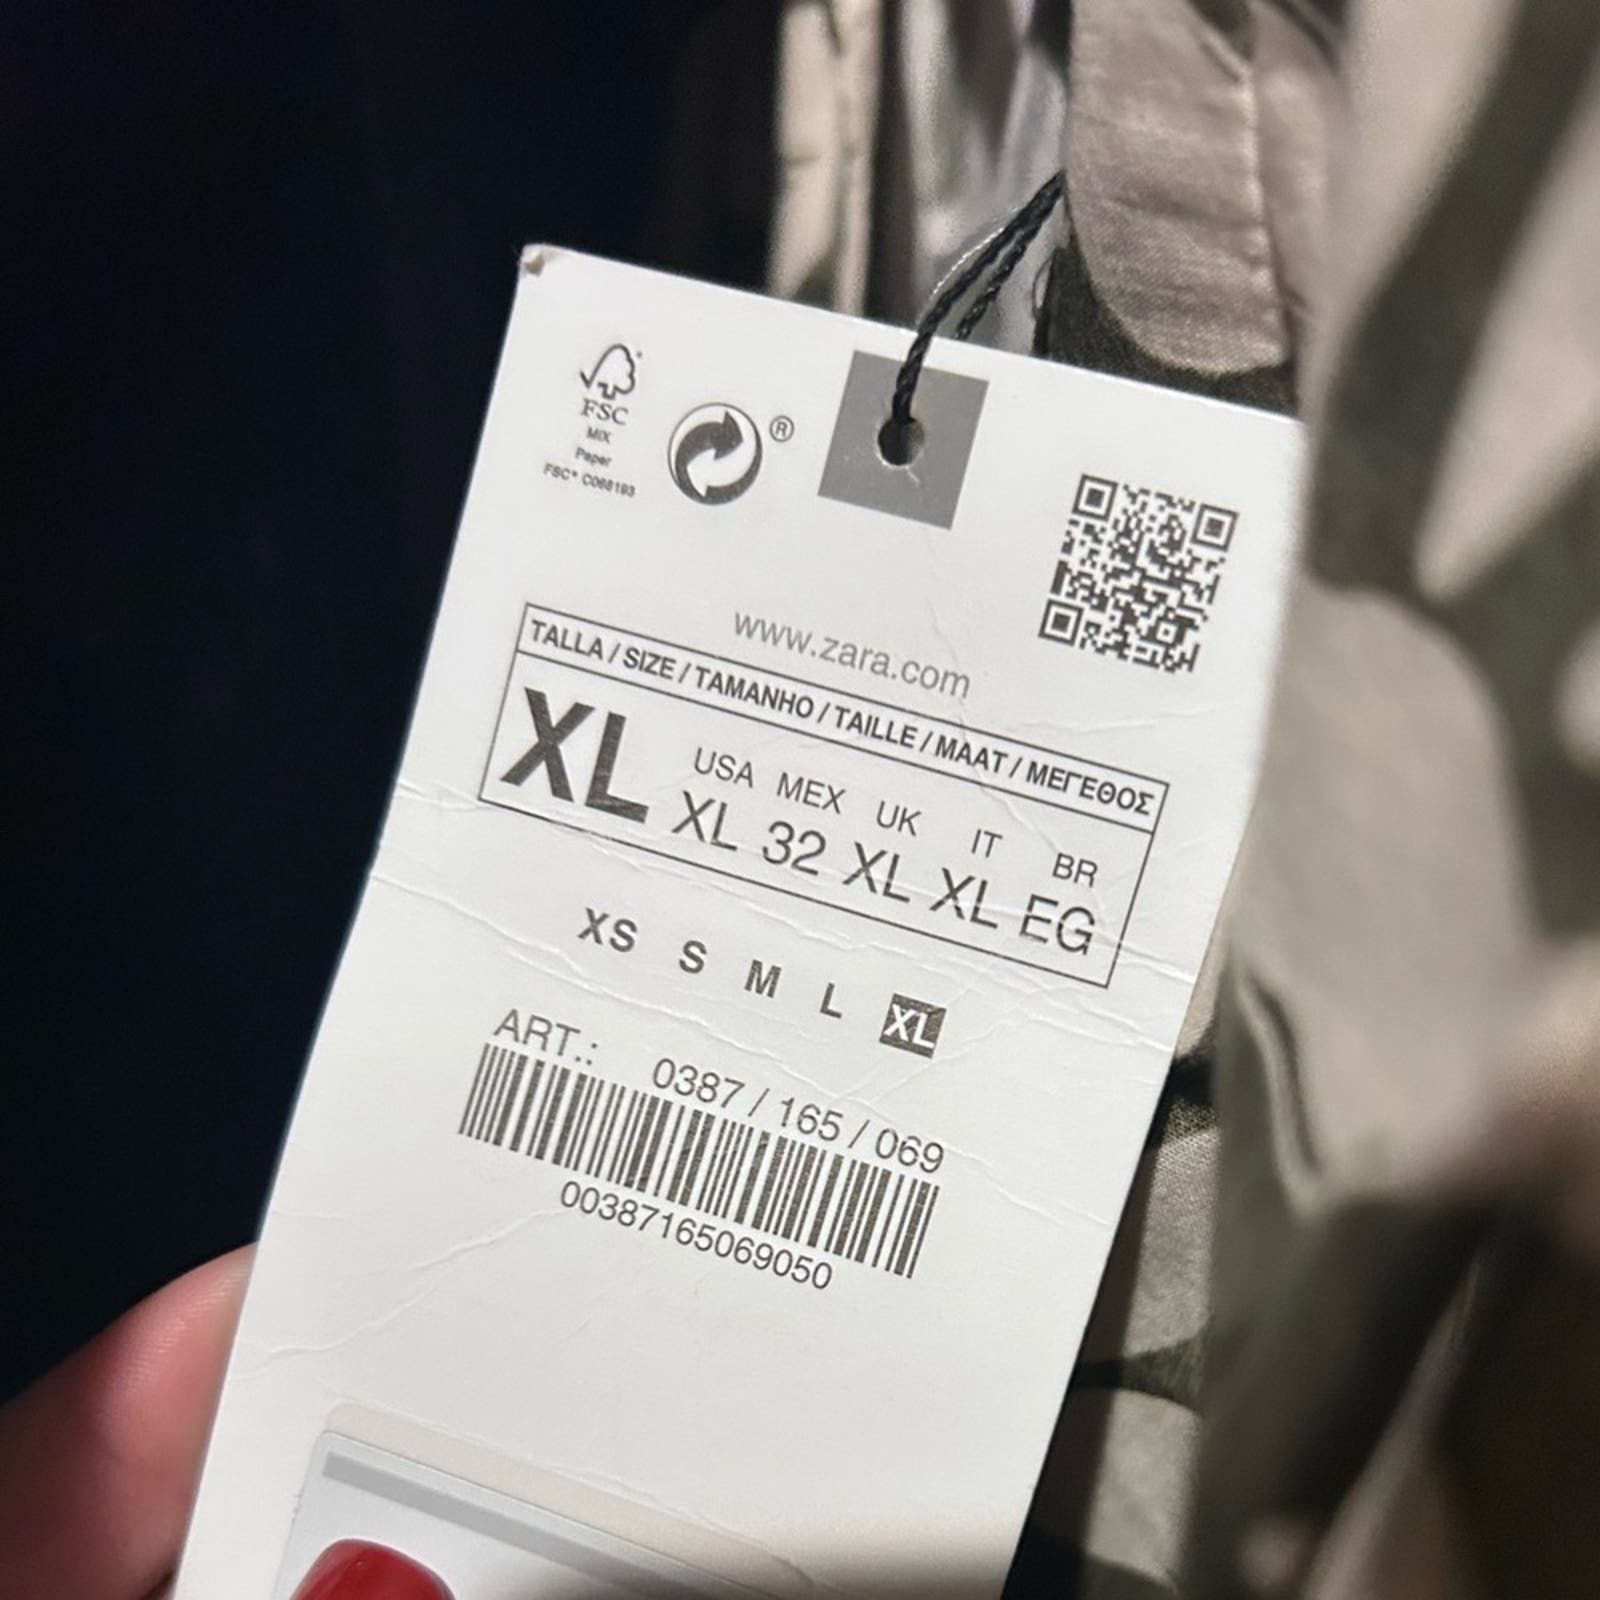 FSC
MIX
Paper
FSC® C068193
®
www.zara.com
TALLA / SIZE / TAMANHO / TAILLE / MAAT / ΜΕΓΕΘΟΣ
XL
USA MEX UK IT BR
XL 32 XL XL EG
XS S M L XL
ART.: 0387 / 165 / 069
00387165069050